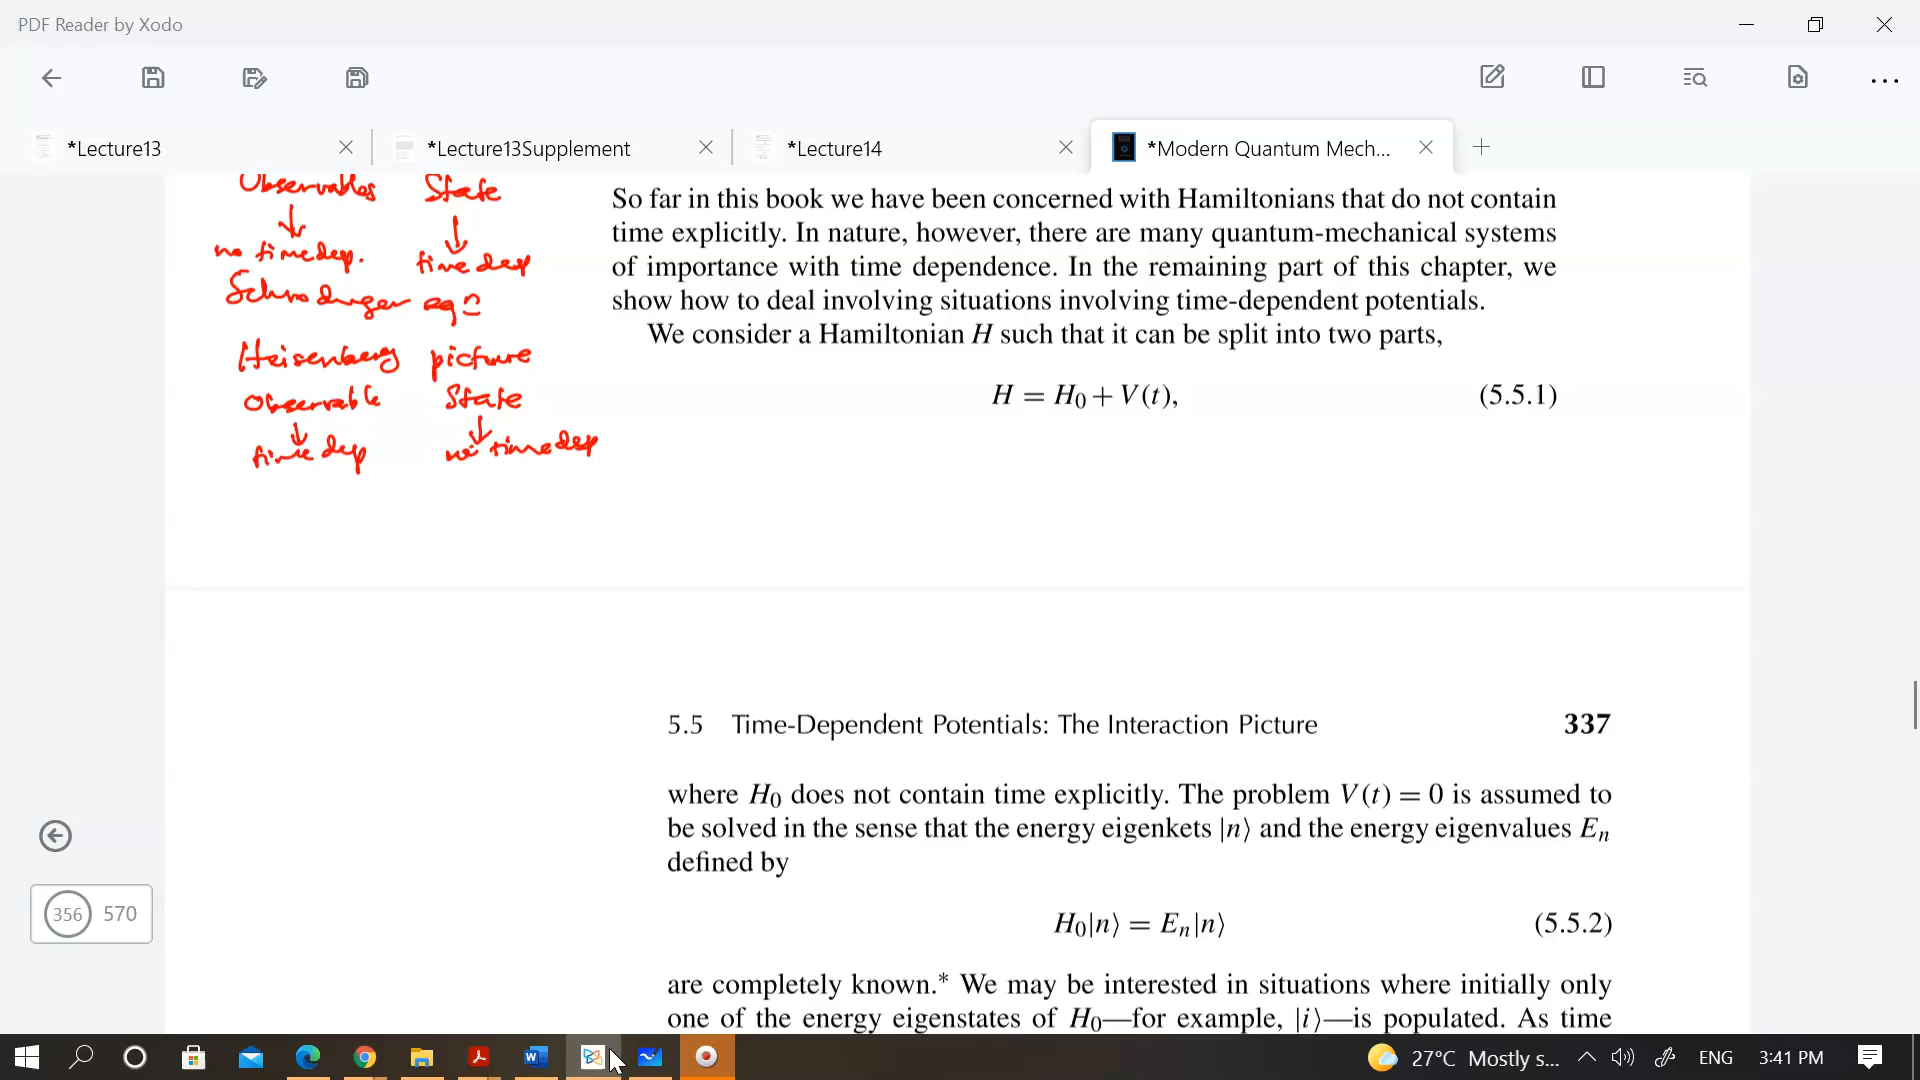 PDF Reader by Xodo
*Lecture13
*Lecture13Supplement
*Lecture14
*Modern Quantum Mech...
Observables State
no time dep. time dep
Schrodinger eqn
Heisenberg picture
Observable State
time dep no time dep
So far in this book we have been concerned with Hamiltonians that do not contain
time explicitly. In nature, however, there are many quantum-mechanical systems
of importance with time dependence. In the remaining part of this chapter, we
show how to deal involving situations involving time-dependent potentials.
We consider a Hamiltonian H such that it can be split into two parts,
H = H₀ + V(t), (5.5.1)
5.5 Time-Dependent Potentials: The Interaction Picture 337
where H₀ does not contain time explicitly. The problem V(t) = 0 is assumed to
be solved in the sense that the energy eigenkets |n⟩ and the energy eigenvalues Eₙ
defined by
H₀|n⟩ = Eₙ|n⟩ (5.5.2)
are completely known.* We may be interested in situations where initially only
one of the energy eigenstates of H₀—for example, |i⟩—is populated. As time
356 570
27°C Mostly s... ENG 3:41 PM